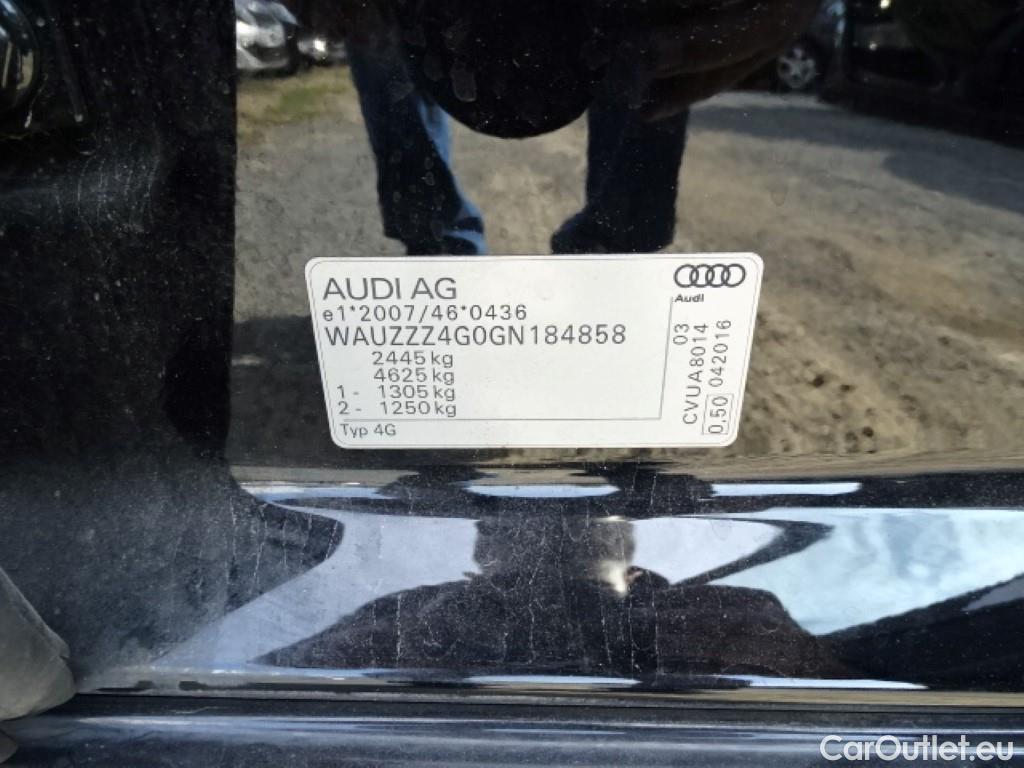 AUDI AG
e1*2007/46*0436
WAUZZZ4G0GN184858
2445 kg
4625 kg
1 - 1305 kg
2 - 1250 kg
Typ 4G
Audi
CVUA8014 03
0.50 042016
CarOutlet.eu